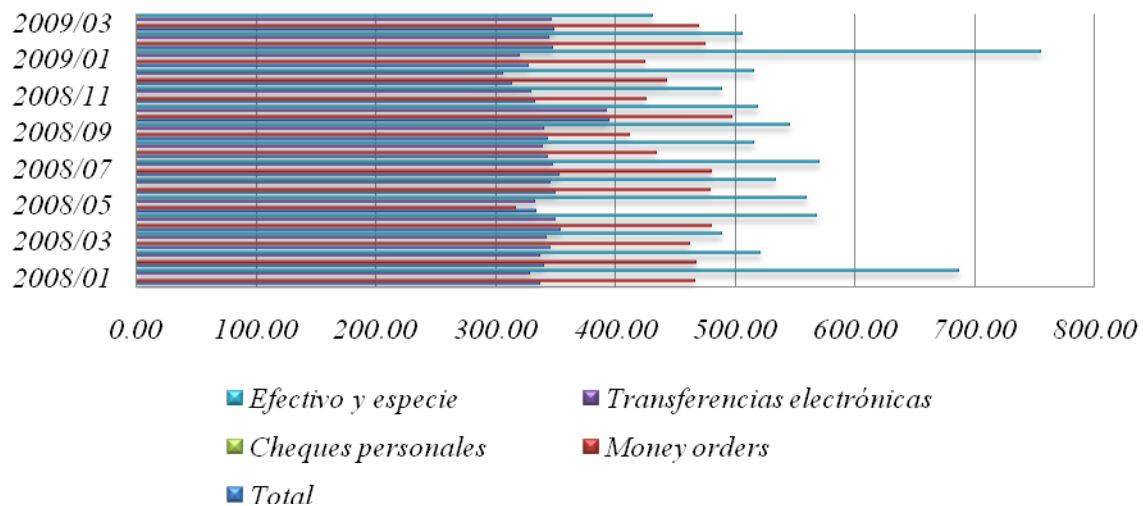 2009/03
2009/01
2008/11
2008/09
2008/07
2008/05
2008/03
2008/01
0.00 100.00 200.00 300.00 400.00 500.00 600.00 700.00 800.00
Efectivo y especie Transferencias electrónicas
Cheques personales Money orders
Total